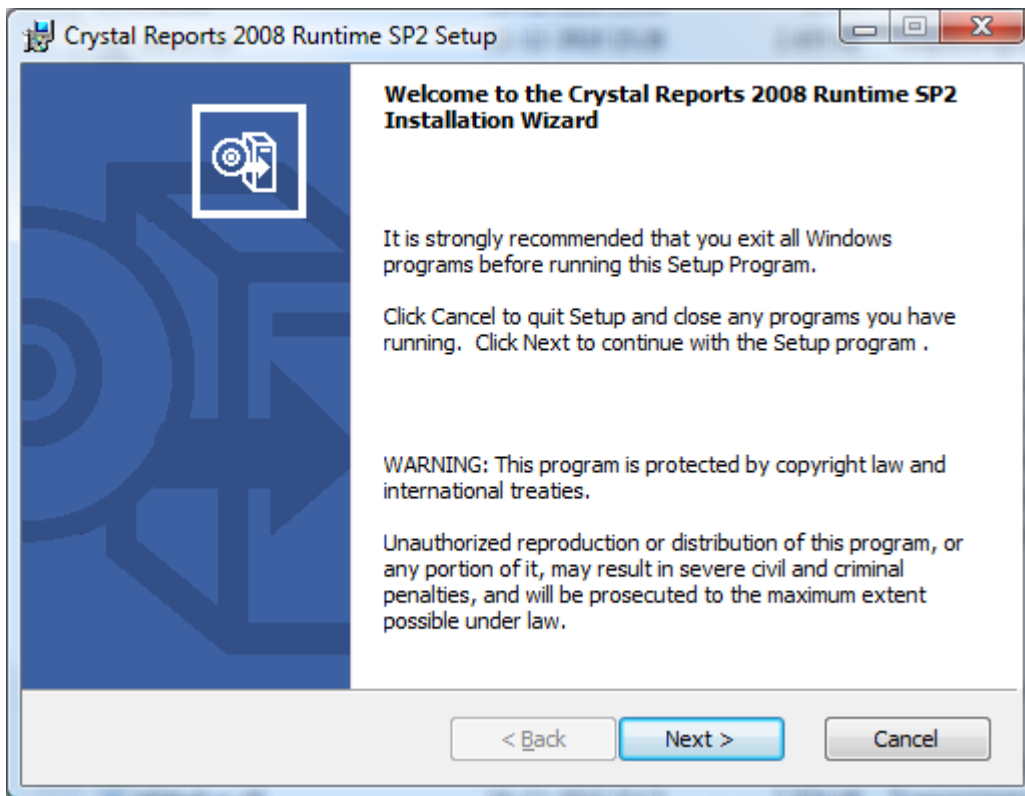 Crystal Reports 2008 Runtime SP2 Setup
Welcome to the Crystal Reports 2008 Runtime SP2
Installation Wizard
It is strongly recommended that you exit all Windows
programs before running this Setup Program.
Click Cancel to quit Setup and close any programs you have
running.  Click Next to continue with the Setup program .
WARNING: This program is protected by copyright law and
international treaties.
Unauthorized reproduction or distribution of this program, or
any portion of it, may result in severe civil and criminal
penalties, and will be prosecuted to the maximum extent
possible under law.
< Back
Next >
Cancel